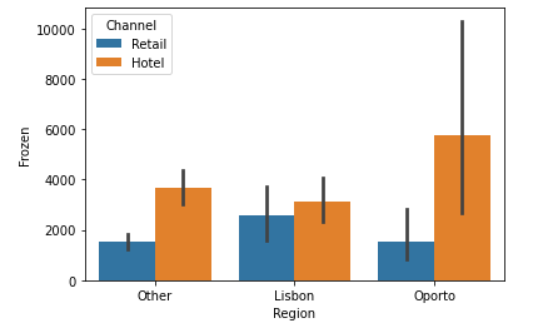 Channel
Retail
Hotel
10000
8000
6000
4000
2000
0
Frozen
Other Lisbon Oporto
Region